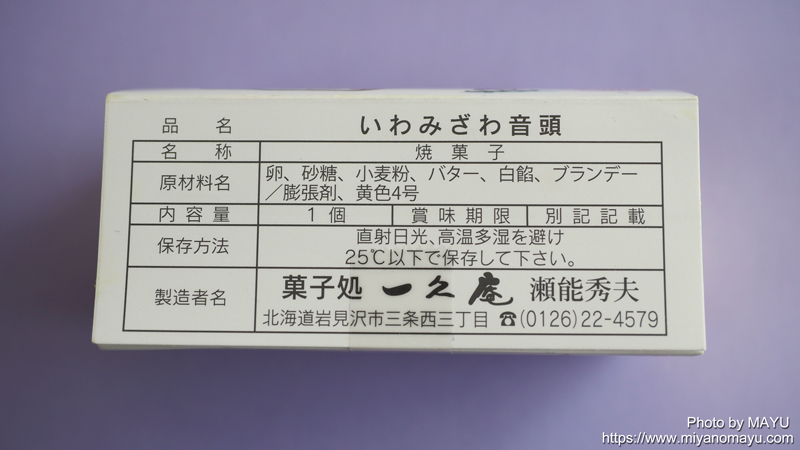 品名 いわみざわ音頭
名称 焼菓子
原材料名 卵、砂糖、小麦粉、バター、白餡、ブランデー
／膨張剤、黄色4号
内容量 1個 賞味期限 別記記載
保存方法 直射日光、高温多湿を避け
25℃以下で保存して下さい。
製造者名 菓子処 一久庵 瀬能秀夫
北海道岩見沢市三条西三丁目 ☎(0126)22-4579
Photo by MAYU
https://www.miyanomayu.com/